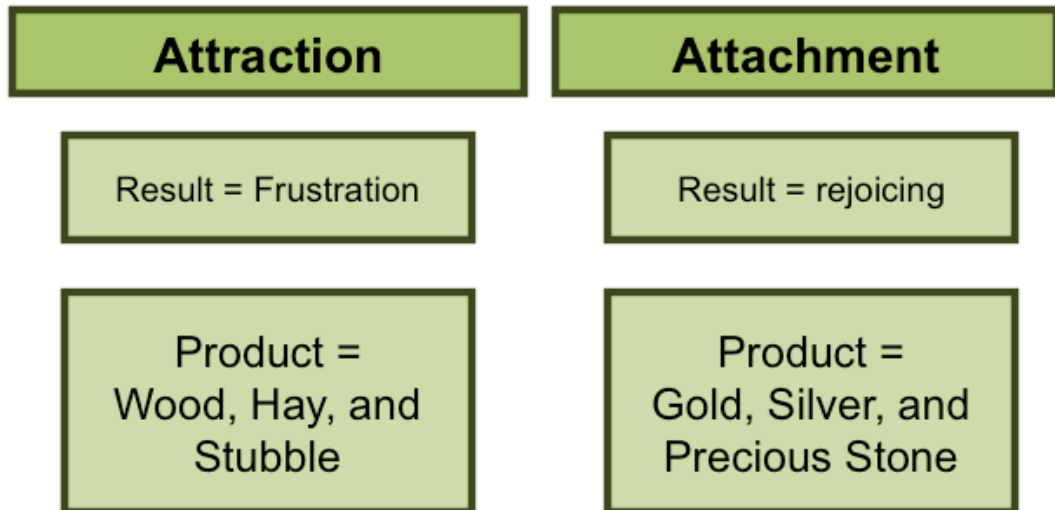 Attraction
Attachment
Result = Frustration
Result = rejoicing
Product =
Wood, Hay, and
Stubble
Product =
Gold, Silver, and
Precious Stone